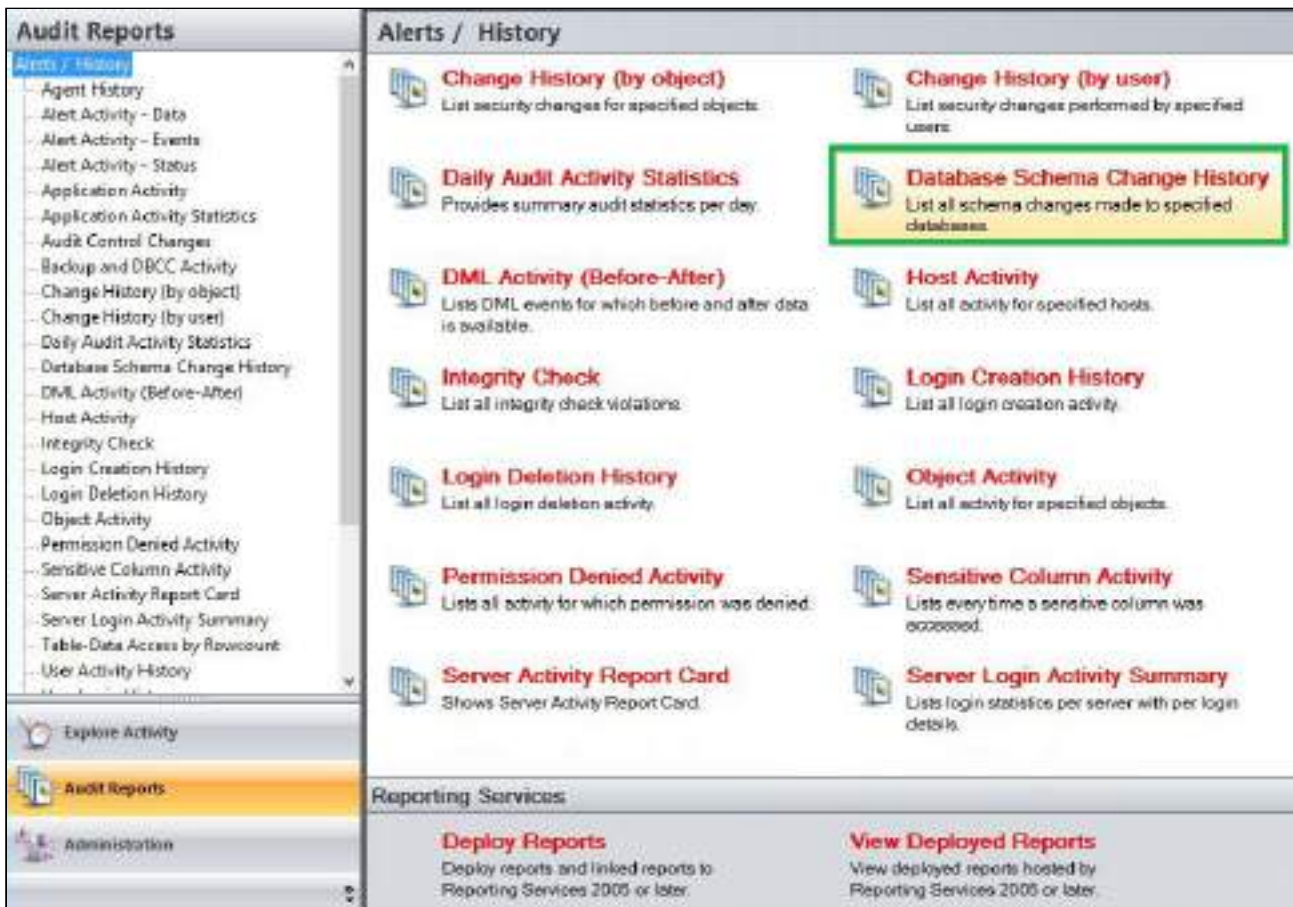 Audit Reports
Alerts / History
Agent History
Alert Activity - Data
Alert Activity - Events
Alert Activity - Status
Application Activity
Application Activity Statistics
Audit Control Changes
Backup and DBCC Activity
Change History (by object)
Change History (by user)
Daily Audit Activity Statistics
Database Schema Change History
DML Activity (Before-After)
Host Activity
Integrity Check
Login Creation History
Login Deletion History
Object Activity
Permission Denied Activity
Sensitive Column Activity
Server Activity Report Card
Server Login Activity Summary
Table-Data Access by Rowcount
User Activity History
Explore Activity
Audit Reports
Administration
Alerts / History
Change History (by object)
List security changes for specified objects.
Change History (by user)
List security changes performed by specified
users.
Daily Audit Activity Statistics
Provides summary audit statistics per day.
Database Schema Change History
List all schema changes made to specified
databases.
DML Activity (Before-After)
Lists DML events for which before and after data
is available.
Host Activity
List all activity for specified hosts.
Integrity Check
List all integrity check violations.
Login Creation History
List all login creation activity.
Login Deletion History
List all login deletion activity.
Object Activity
List all activity for specified objects.
Permission Denied Activity
Lists all activity for which permission was denied.
Sensitive Column Activity
Lists every time a sensitive column was
accessed.
Server Activity Report Card
Shows Server Activity Report Card.
Server Login Activity Summary
Lists login statistics per server with per login
details.
Reporting Services
Deploy Reports
Deploy reports and linked reports to
Reporting Services 2005 or later.
View Deployed Reports
View deployed reports hosted by
Reporting Services 2005 or later.